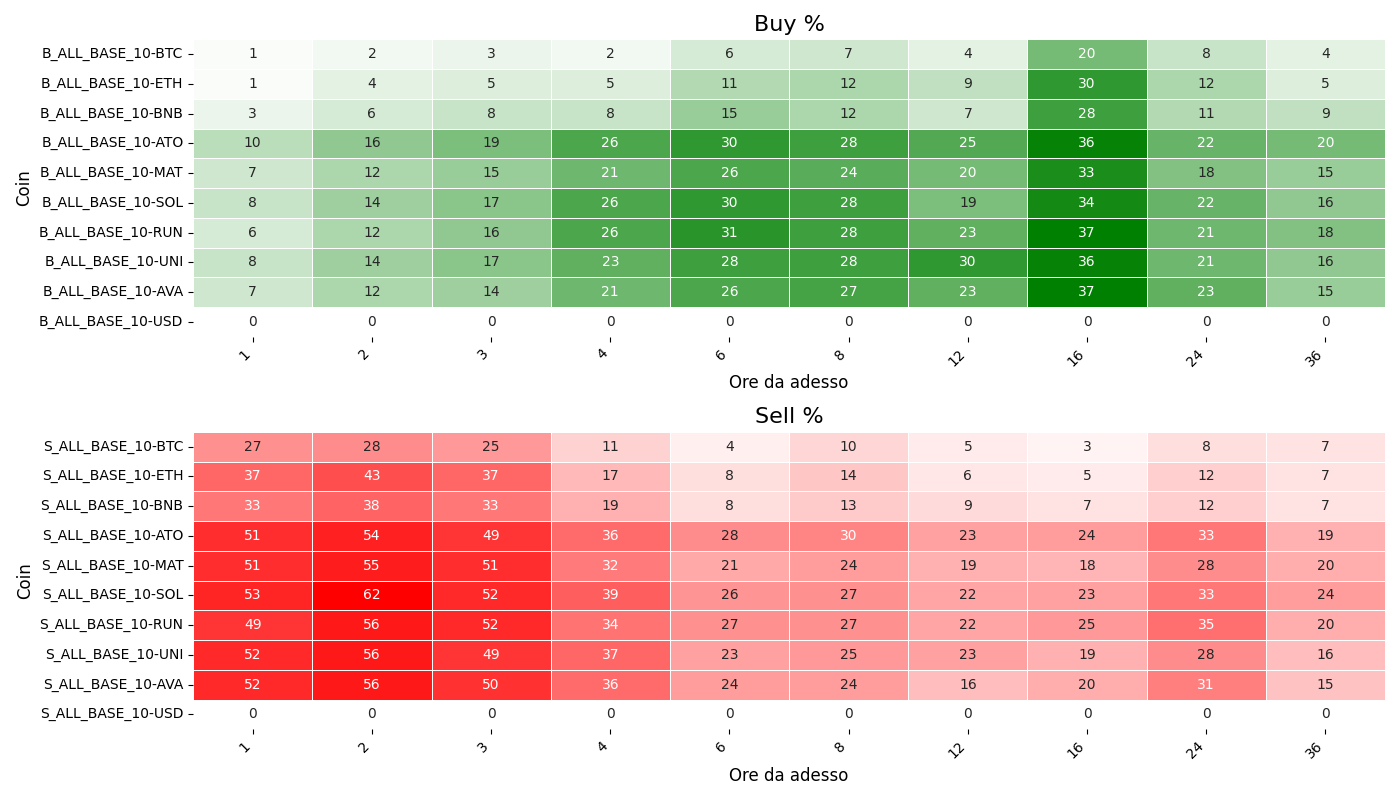 Buy %
Coin
B_ALL_BASE_10-BTC 1 2 3 2 6 7 4 20 8 4
B_ALL_BASE_10-ETH 1 4 5 5 11 12 9 30 12 5
B_ALL_BASE_10-BNB 3 6 8 8 15 12 7 28 11 9
B_ALL_BASE_10-ATO 10 16 19 26 30 28 25 36 22 20
B_ALL_BASE_10-MAT 7 12 15 21 26 24 20 33 18 15
B_ALL_BASE_10-SOL 8 14 17 26 30 28 19 34 22 16
B_ALL_BASE_10-RUN 6 12 16 26 31 28 23 37 21 18
B_ALL_BASE_10-UNI 8 14 17 23 28 28 30 36 21 16
B_ALL_BASE_10-AVA 7 12 14 21 26 27 23 37 23 15
B_ALL_BASE_10-USD 0 0 0 0 0 0 0 0 0 0
1 2 3 4 6 8 12 16 24 36
Ore da adesso
Sell %
Coin
S_ALL_BASE_10-BTC 27 28 25 11 4 10 5 3 8 7
S_ALL_BASE_10-ETH 37 43 37 17 8 14 6 5 12 7
S_ALL_BASE_10-BNB 33 38 33 19 8 13 9 7 12 7
S_ALL_BASE_10-ATO 51 54 49 36 28 30 23 24 33 19
S_ALL_BASE_10-MAT 51 55 51 32 21 24 19 18 28 20
S_ALL_BASE_10-SOL 53 62 52 39 26 27 22 23 33 24
S_ALL_BASE_10-RUN 49 56 52 34 27 27 22 25 35 20
S_ALL_BASE_10-UNI 52 56 49 37 23 25 23 19 28 16
S_ALL_BASE_10-AVA 52 56 50 36 24 24 16 20 31 15
S_ALL_BASE_10-USD 0 0 0 0 0 0 0 0 0 0
1 2 3 4 6 8 12 16 24 36
Ore da adesso